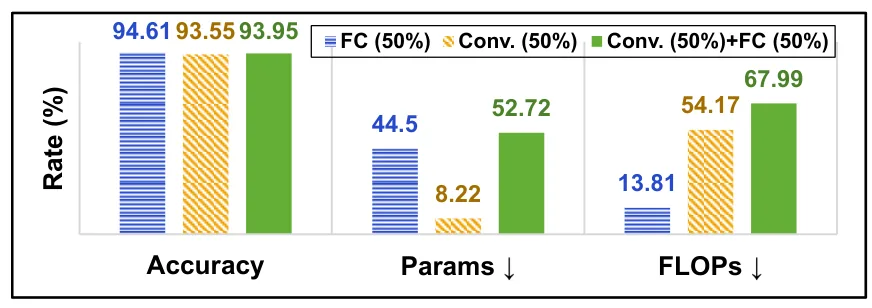 94.61 93.55 93.95
FC (50%) Conv. (50%) Conv. (50%)+FC (50%)
67.99
54.17
52.72
44.5
13.81
8.22
Rate (%)
Accuracy Params ↓ FLOPs ↓